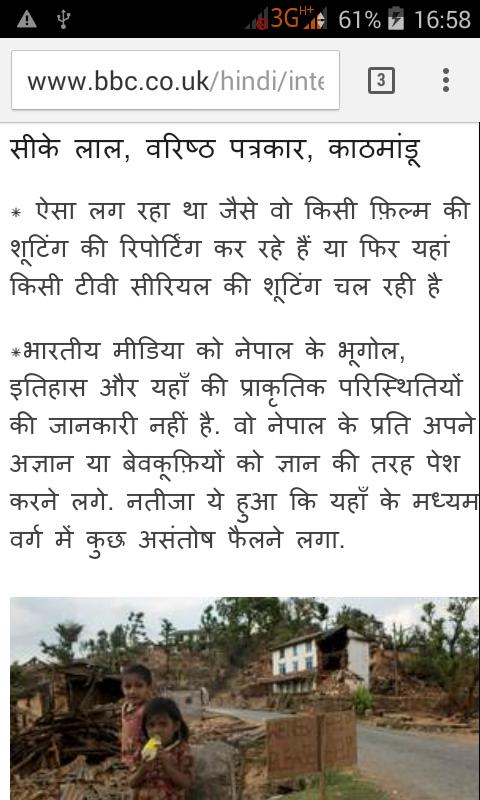 3G H+ 61% 16:58
www.bbc.co.uk/hindi/inte 3
सीके लाल, वरिष्ठ पत्रकार, काठमांडू
* ऐसा लग रहा था जैसे वो किसी फ़िल्म की
शूटिंग की रिपोर्टिंग कर रहे हैं या फिर यहां
किसी टीवी सीरियल की शूटिंग चल रही है
*भारतीय मीडिया को नेपाल के भूगोल,
इतिहास और यहाँ की प्राकृतिक परिस्थितियों
की जानकारी नहीं है. वो नेपाल के प्रति अपने
अज्ञान या बेवकूफ़ियों को ज्ञान की तरह पेश
करने लगे. नतीजा ये हुआ कि यहाँ के मध्यम
वर्ग में कुछ असंतोष फैलने लगा.